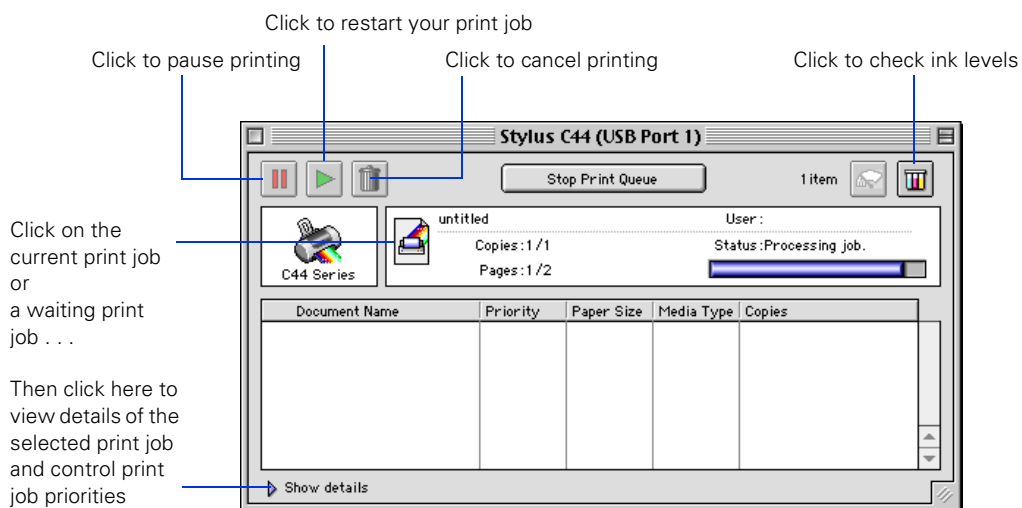 Click to restart your print job
Click to pause printing
Click to cancel printing
Click to check ink levels
Stylus C44 (USB Port 1)
Stop Print Queue
1 item
Click on the
current print job
or
a waiting print
job . . .
C44 Series
untitled
User :
Copies : 1 / 1
Status : Processing job.
Pages : 1 / 2
Document Name
Priority
Paper Size
Media Type
Copies
Then click here to
view details of the
selected print job
and control print
job priorities
Show details